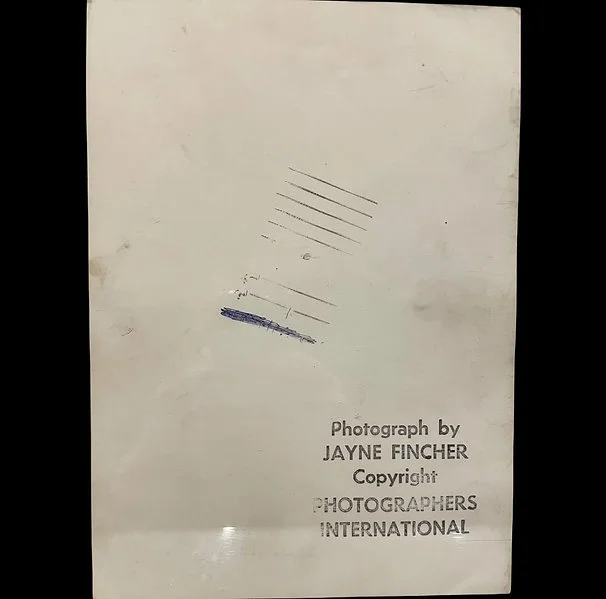 Photograph by
JAYNE FINCHER
Copyright
PHOTOGRAPHERS
INTERNATIONAL